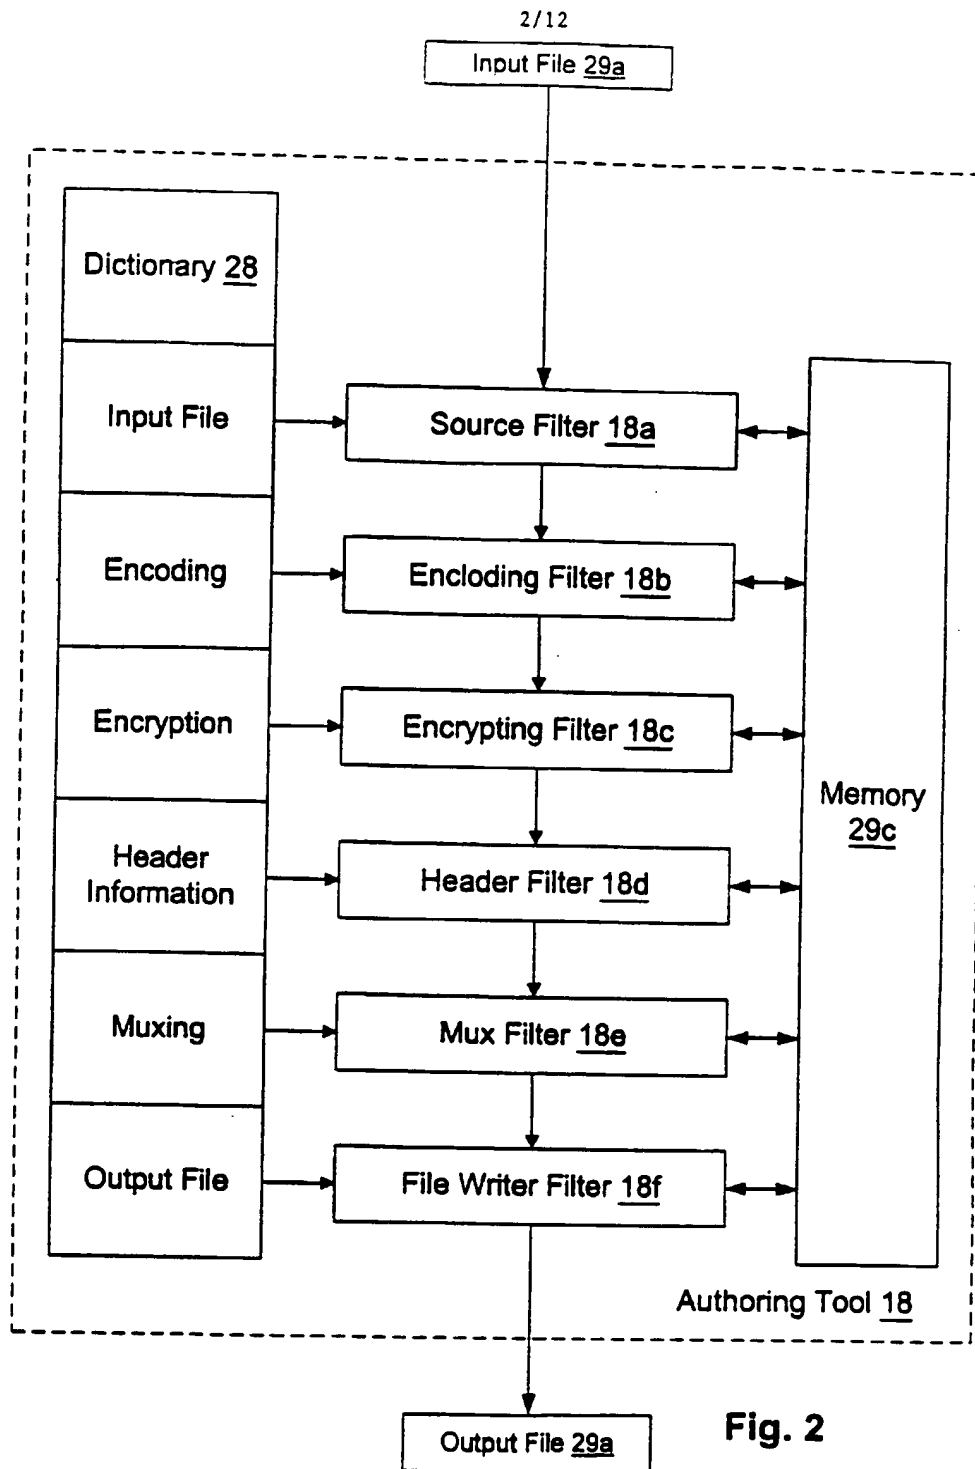 2/12
Input File 29a
Dictionary 28
Input File
Source Filter 18a
Encoding
Encloding Filter 18b
Encryption
Encrypting Filter 18c
Memory
29c
Header
Information
Header Filter 18d
Muxing
Mux Filter 18e
Output File
File Writer Filter 18f
Authoring Tool 18
Output File 29a
Fig. 2